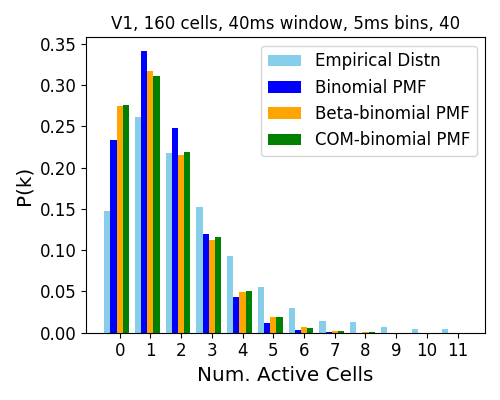 V1, 160 cells, 40ms window, 5ms bins, 40
0.35
0.30
0.25
0.20
0.15
0.10
0.05
0.00
P(k)
Empirical Distn
Binomial PMF
Beta-binomial PMF
COM-binomial PMF
0 1 2 3 4 5 6 7 8 9 10 11
Num. Active Cells